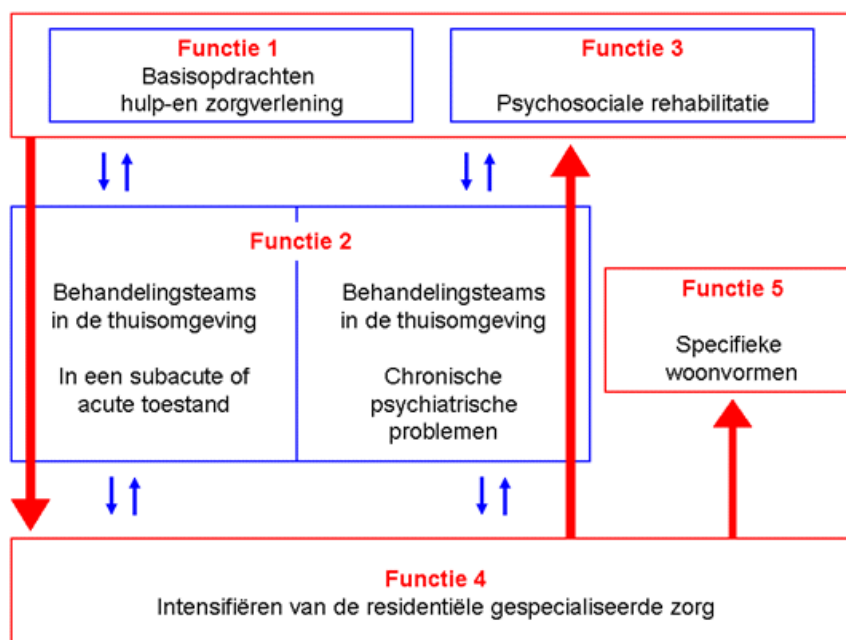 Functie 1
Basisopdrachten
hulp-en zorgverlening
Functie 3
Psychosociale rehabilitatie
Functie 2
Behandelingsteams
in de thuisomgeving
In een subacute of
acute toestand
Behandelingsteams
in de thuisomgeving
Chronische
psychiatrische
problemen
Functie 5
Specifieke
woonvormen
Functie 4
Intensifiëren van de residentiële gespecialiseerde zorg